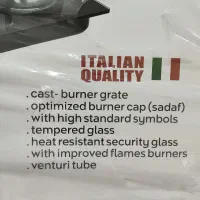 ITALIAN
QUALITY
. cast- burner grate
. optimized burner cap (sadaf)
. with high standard symbols
. tempered glass
. heat resistant security glass
. with improved flames burners
. venturi tube